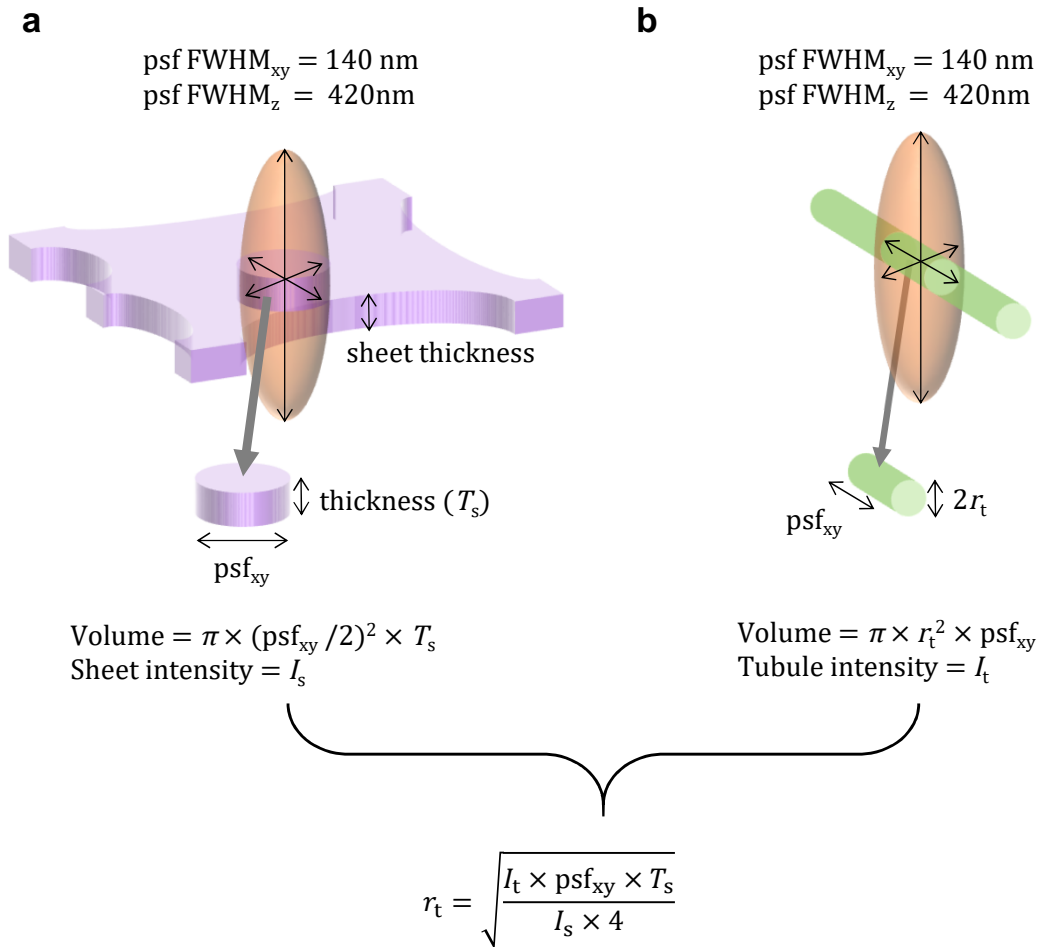 a
psf FWHM_xy = 140 nm
psf FWHM_z = 420nm
sheet thickness
thickness (T_s)
psf_xy
Volume = π × (psf_xy /2)² × T_s
Sheet intensity = I_s
b
psf FWHM_xy = 140 nm
psf FWHM_z = 420nm
2r_t
psf_xy
Volume = π × r_t² × psf_xy
Tubule intensity = I_t
r_t = √((I_t × psf_xy × T_s)/(I_s × 4))